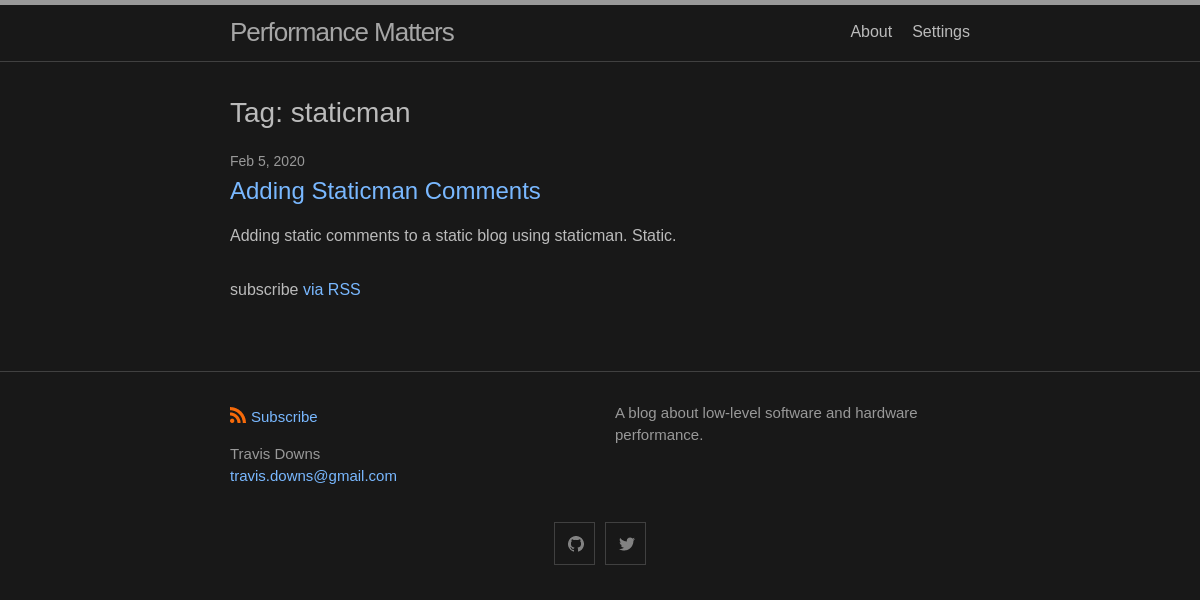 Performance Matters
About Settings
Tag: staticman
Feb 5, 2020
Adding Staticman Comments
Adding static comments to a static blog using staticman. Static.
subscribe via RSS
Subscribe
Travis Downs
travis.downs@gmail.com
A blog about low-level software and hardware
performance.